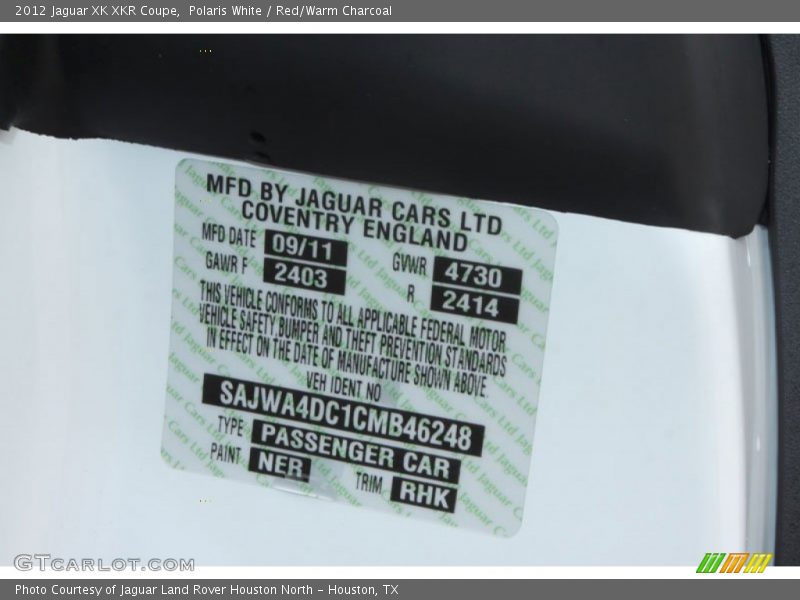 2012 Jaguar XK XKR Coupe,  Polaris White / Red/Warm Charcoal
MFD BY JAGUAR CARS LTD
COVENTRY ENGLAND
MFD DATE 09/11 GVWR 4730
GAWR F 2403 R 2414
THIS VEHICLE CONFORMS TO ALL APPLICABLE FEDERAL MOTOR
VEHICLE SAFETY,BUMPER AND THEFT PREVENTION STANDARDS
IN EFFECT ON THE DATE OF MANUFACTURE SHOWN ABOVE
VEH IDENT NO
SAJWA4DC1CMB46248
TYPE PASSENGER CAR
PAINT NER TRIM RHK
GTCARLOT.COM
Photo Courtesy of Jaguar Land Rover Houston North - Houston, TX